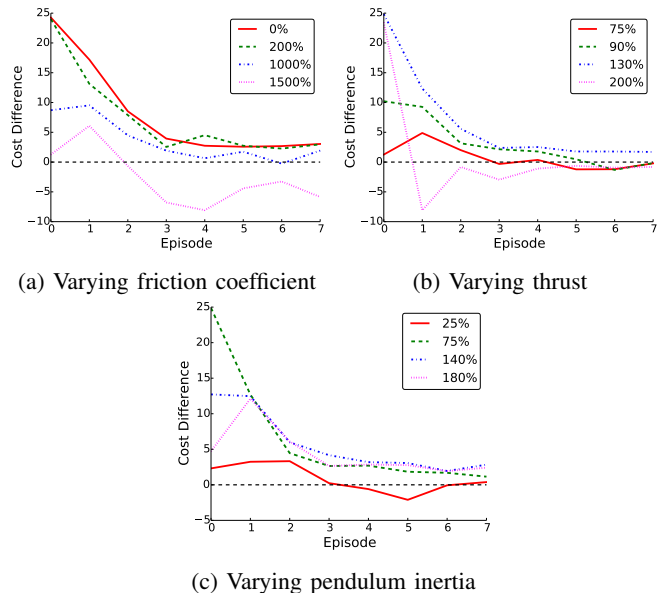 25
20
15
10
5
0
−5
−10
0 1 2 3 4 5 6 7
Cost Difference
Episode
0%
200%
1000%
1500%
(a) Varying friction coefficient
25
20
15
10
5
0
−5
−10
0 1 2 3 4 5 6 7
Cost Difference
Episode
75%
90%
130%
200%
(b) Varying thrust
25
20
15
10
5
0
−5
0 1 2 3 4 5 6 7
Cost Difference
Episode
25%
75%
140%
180%
(c) Varying pendulum inertia